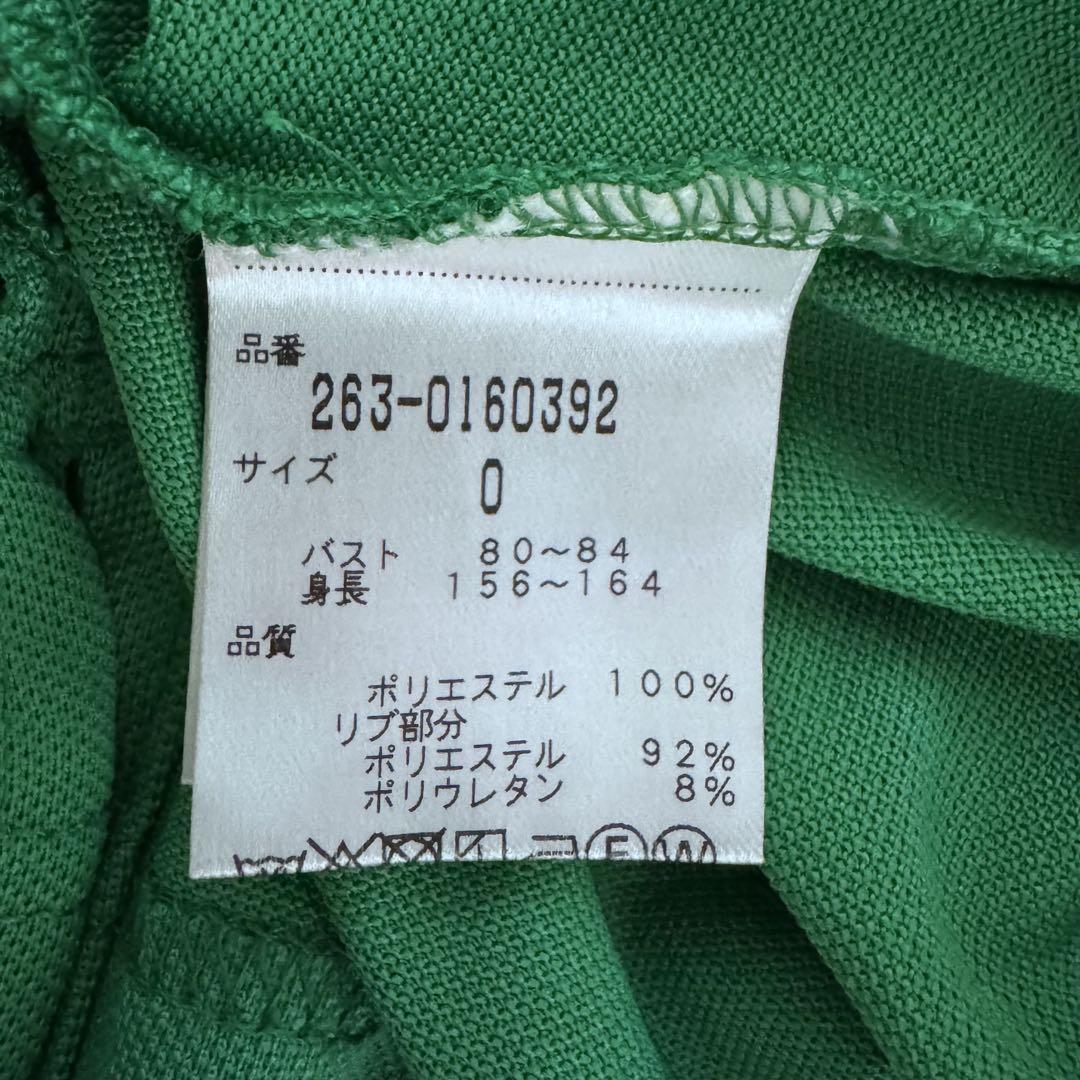 品番
263-0160392
サイズ 0
バスト 80~84
身長 156~164
品質
ポリエステル 100%
リブ部分
ポリエステル 92%
ポリウレタン 8%
F W